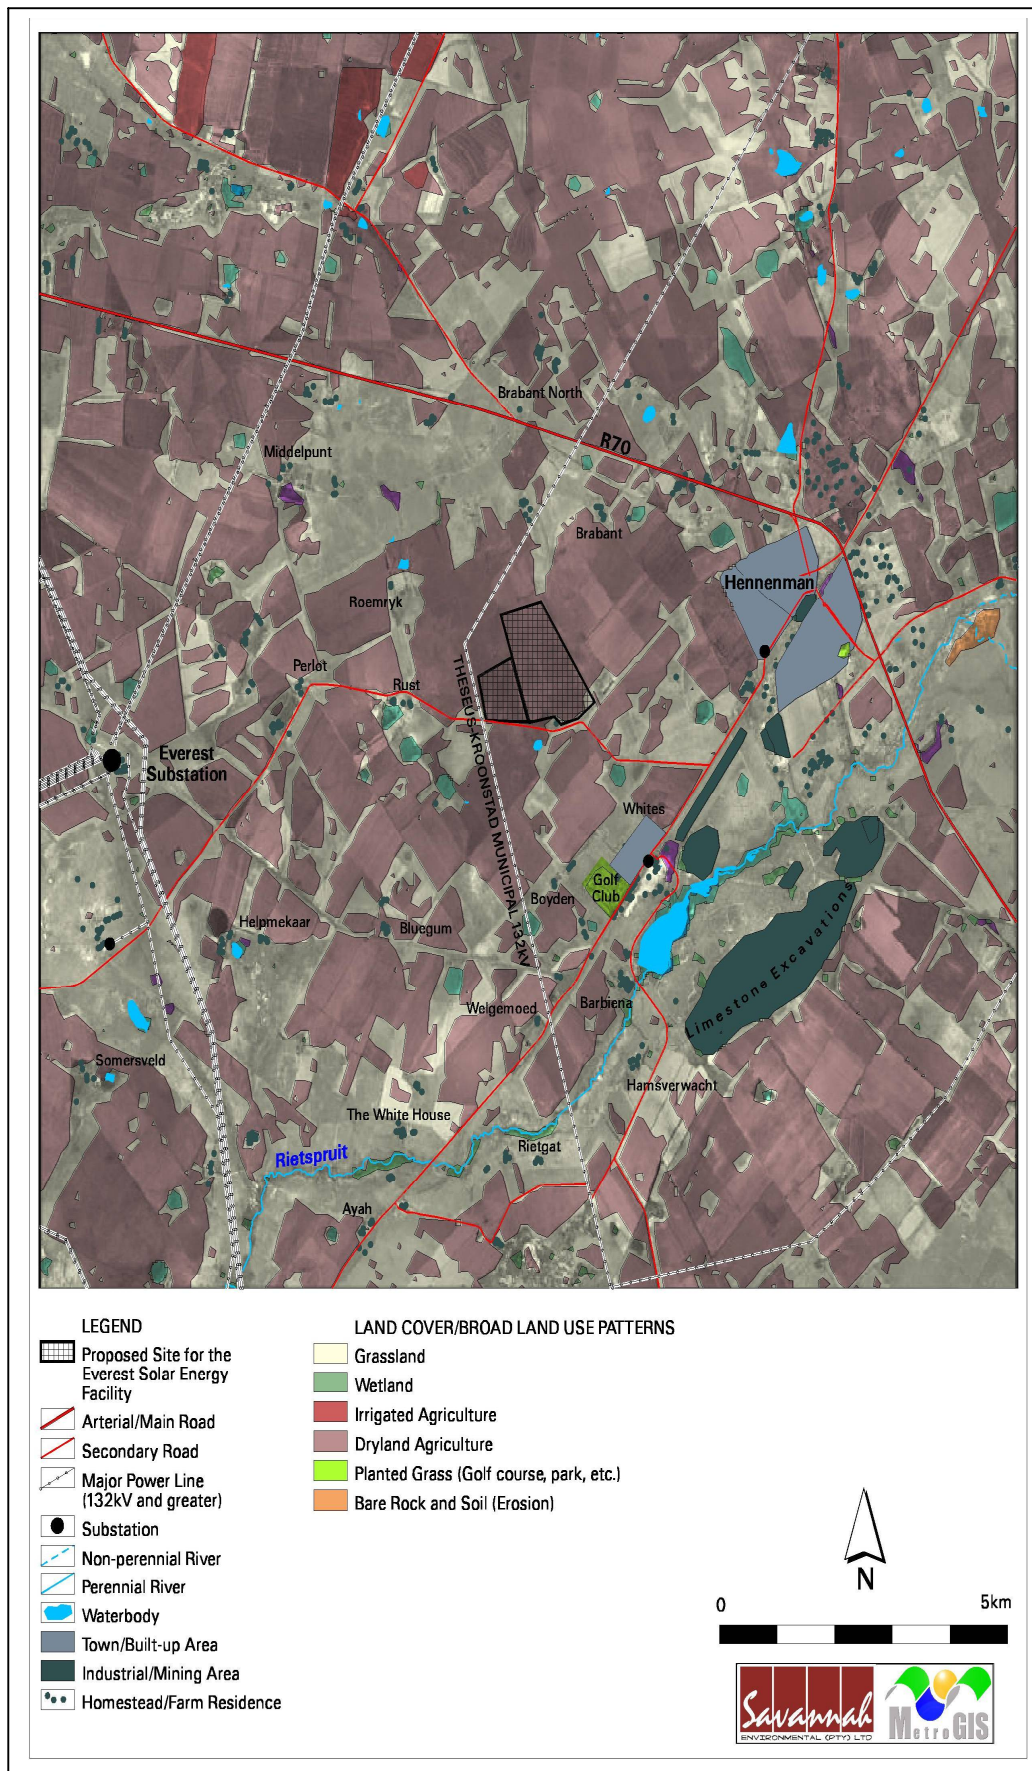 Brabant North
R70
Middelpunt
Brabant
Hennenman
Roemryk
Perlot
Rust
THESEUS-KROONSTAD MUNICIPAL 132kV
Everest
Substation
Whites
Golf
Club
Boyden
Helpmekaar
Bluegum
Limestone Excavations
Welgemoed
Barbiena
Somersveld
Hamsverwacht
The White House
Rietgat
Rietspruit
Ayah
LEGEND
Proposed Site for the
Everest Solar Energy
Facility
Arterial/Main Road
Secondary Road
Major Power Line
(132kV and greater)
Substation
Non-perennial River
Perennial River
Waterbody
Town/Built-up Area
Industrial/Mining Area
Homestead/Farm Residence
LAND COVER/BROAD LAND USE PATTERNS
Grassland
Wetland
Irrigated Agriculture
Dryland Agriculture
Planted Grass (Golf course, park, etc.)
Bare Rock and Soil (Erosion)
N
0 5km
Savannah
ENVIRONMENTAL (PTY) LTD
MetroGIS